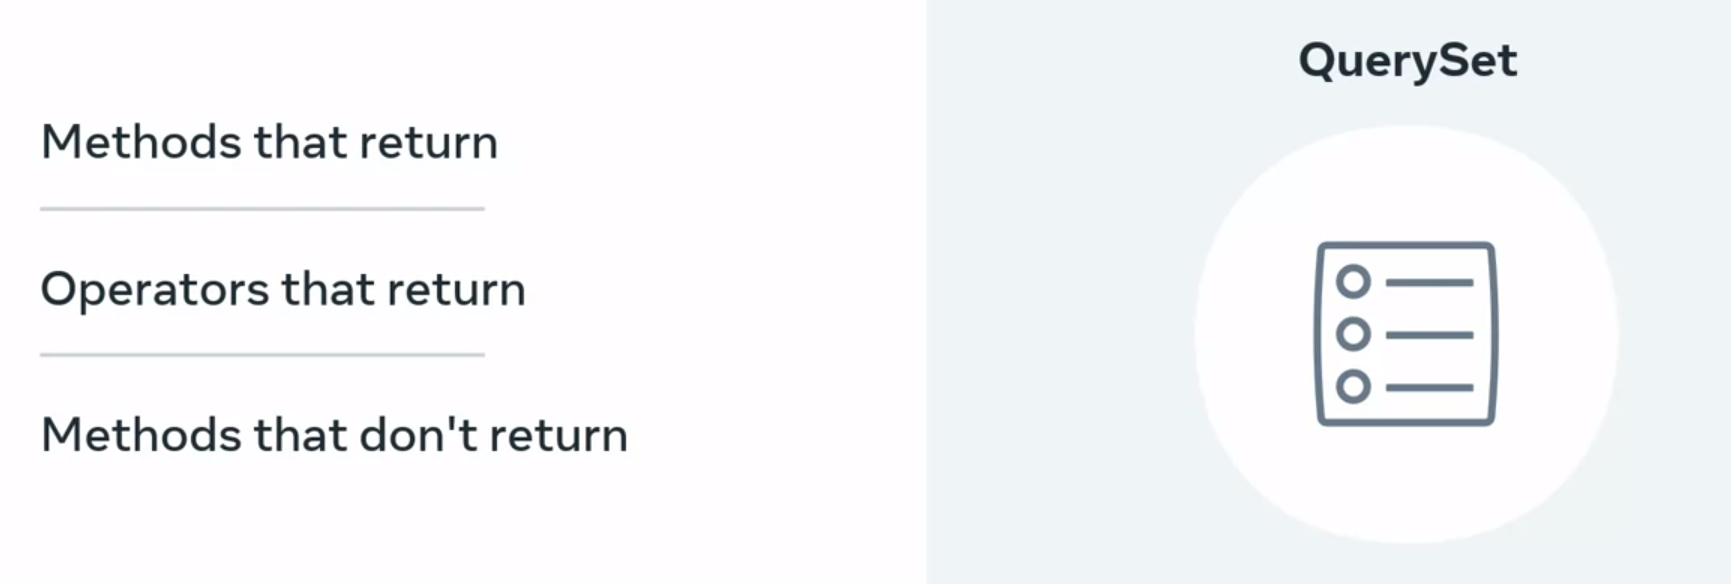 Methods that return
Operators that return
Methods that don't return
QuerySet